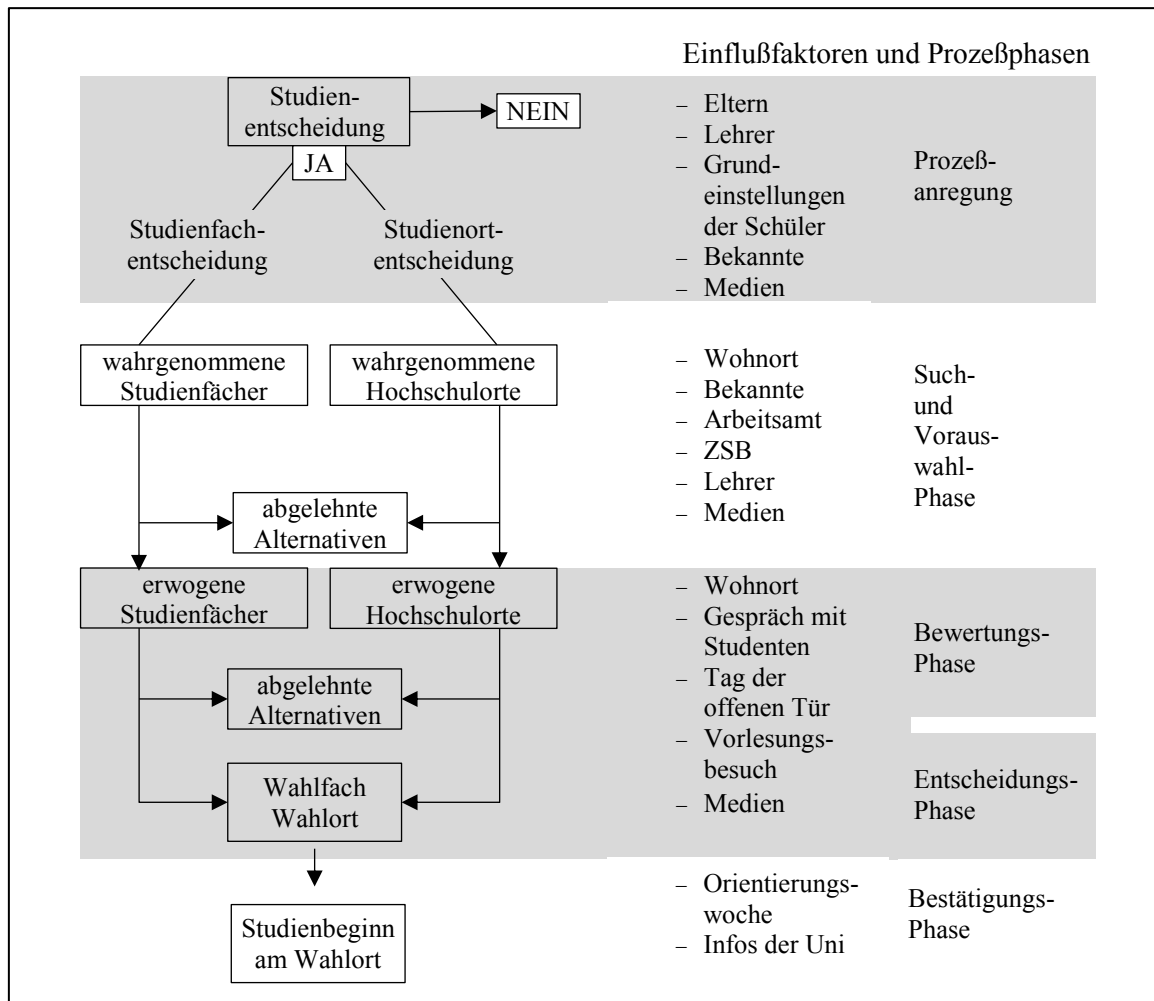 Einflußfaktoren und Prozeßphasen
Studien-
entscheidung
NEIN
JA
Studienfach-
entscheidung
Studienort-
entscheidung
– Eltern
– Lehrer
– Grund-
einstellungen
der Schüler
– Bekannte
– Medien
Prozeß-
anregung
wahrgenommene
Studienfächer
wahrgenommene
Hochschulorte
abgelehnte
Alternativen
– Wohnort
– Bekannte
– Arbeitsamt
– ZSB
– Lehrer
– Medien
Such-
und
Voraus-
wahl-
Phase
erwogene
Studienfächer
erwogene
Hochschulorte
abgelehnte
Alternativen
Wahlfach
Wahlort
– Wohnort
– Gespräch mit
Studenten
– Tag der
offenen Tür
– Vorlesungs-
besuch
– Medien
Bewertungs-
Phase
Entscheidungs-
Phase
Studienbeginn
am Wahlort
– Orientierungs-
woche
– Infos der Uni
Bestätigungs-
Phase